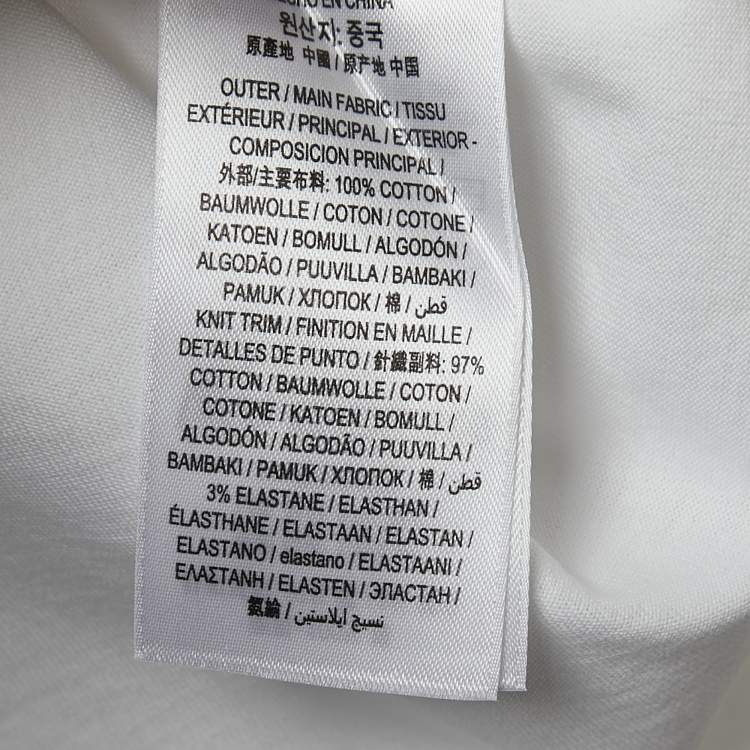 HECHO EN CHINA
원산지: 중국
原產地 中國 / 原产地 中国
OUTER / MAIN FABRIC / TISSU
EXTÉRIEUR / PRINCIPAL / EXTERIOR -
COMPOSICION PRINCIPAL /
外部/主要布料: 100% COTTON /
BAUMWOLLE / COTON / COTONE /
KATOEN / BOMULL / ALGODÓN /
ALGODÃO / PUUVILLA / BAMBAKI /
PAMUK / ХЛОПОК / 棉 / قطن
KNIT TRIM / FINITION EN MAILLE /
DETALLES DE PUNTO / 針織副料: 97%
COTTON / BAUMWOLLE / COTON /
COTONE / KATOEN / BOMULL /
ALGODÓN / ALGODÃO / PUUVILLA /
BAMBAKI / PAMUK / ХЛОПОК / 棉 / قطن
3% ELASTANE / ELASTHAN /
ÉLASTHANE / ELASTAAN / ELASTAN /
ELASTANO / elastano / ELASTAANI /
ΕΛΑΣΤΑΝΗ / ELASTEN / ЭЛАСТАН /
氨綸 / نسيج ايلاستين